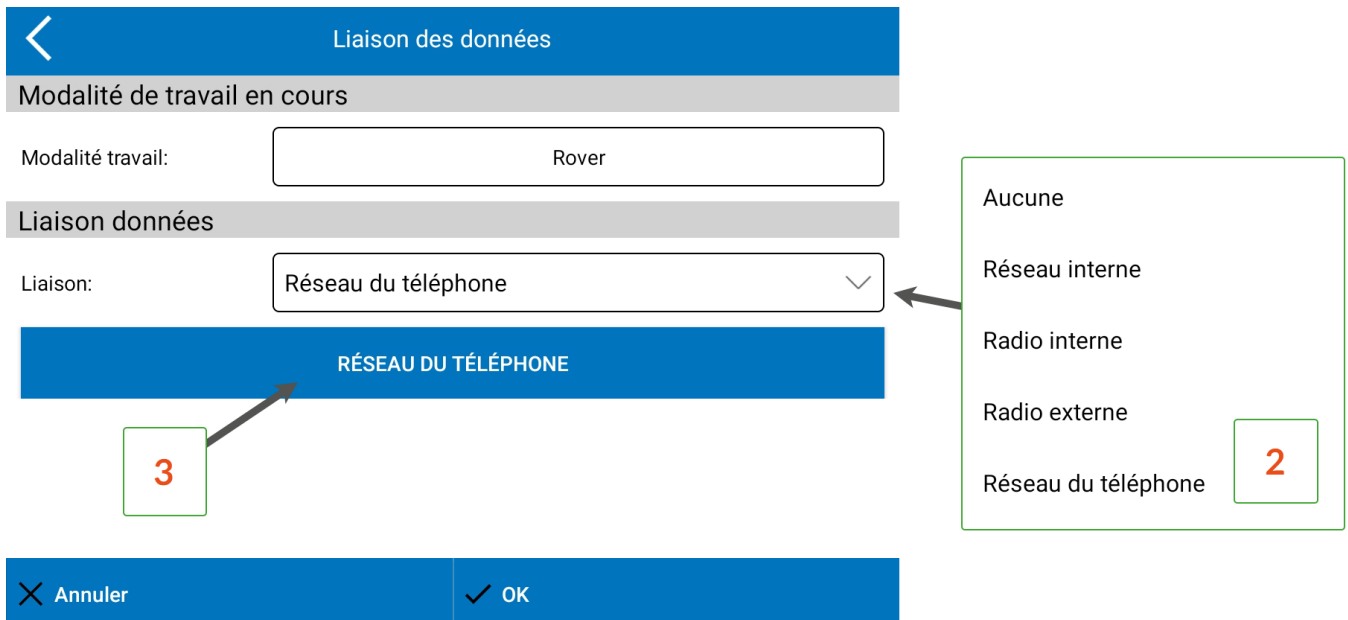 Liaison des données
Modalité de travail en cours
Modalité travail:
Rover
Liaison données
Liaison:
Réseau du téléphone
RÉSEAU DU TÉLÉPHONE
3
Annuler
OK
Aucune
Réseau interne
Radio interne
Radio externe
Réseau du téléphone
2